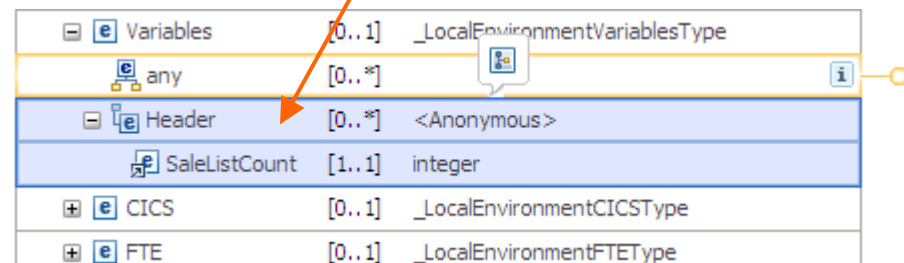 Variables [0..1] _LocalEnvironmentVariablesType
any [0..*]
Header [0..*] <Anonymous>
SaleListCount [1..1] integer
CICS [0..1] _LocalEnvironmentCICSType
FTE [0..1] _LocalEnvironmentFTEType